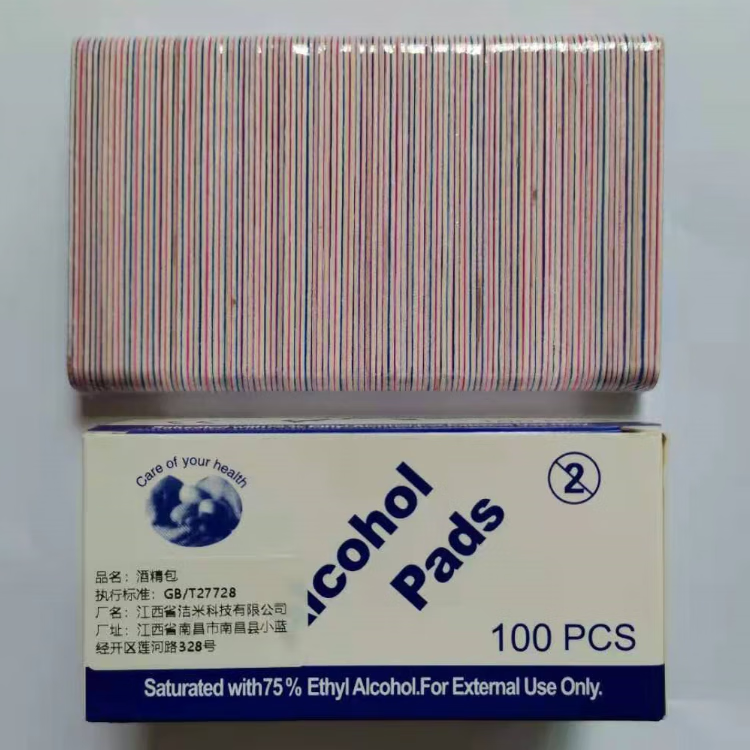 Care of your health
lcohol
Pads
2
品名：酒精包
执行标准：GB/T27728
厂名：江西省洁米科技有限公司
厂址：江西省南昌市南昌县小蓝
经开区莲河路328号
100 PCS
Saturated with75% Ethyl Alcohol.For External Use Only.